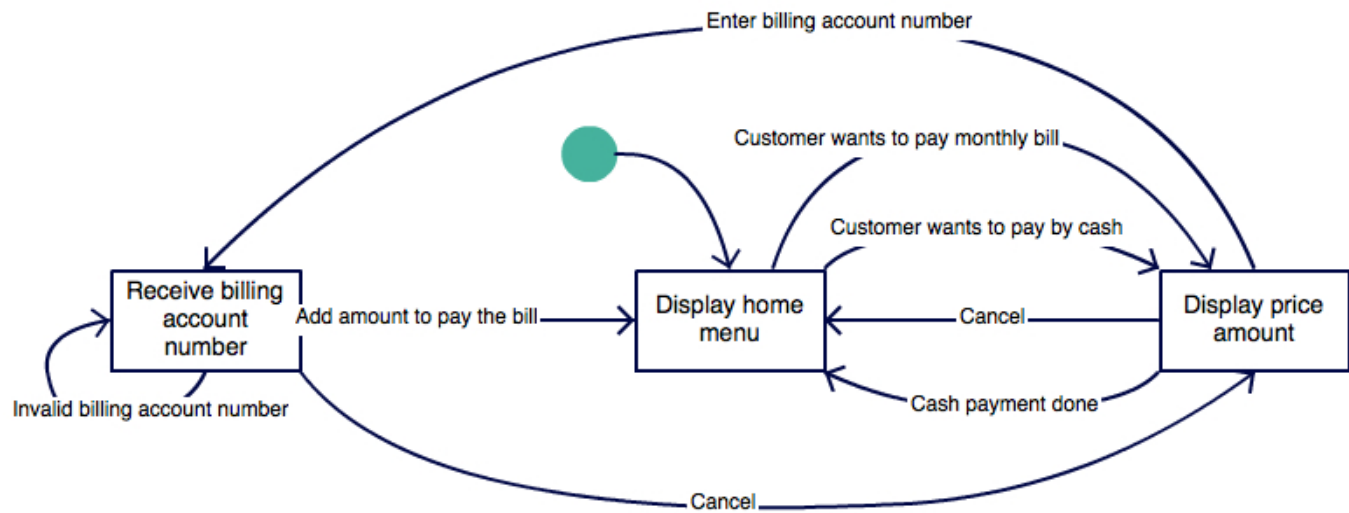 Enter billing account number
Customer wants to pay monthly bill
Customer wants to pay by cash
Receive billing
account
number
Add amount to pay the bill
Display home
menu
Cancel
Display price
amount
Invalid billing account number
Cash payment done
Cancel